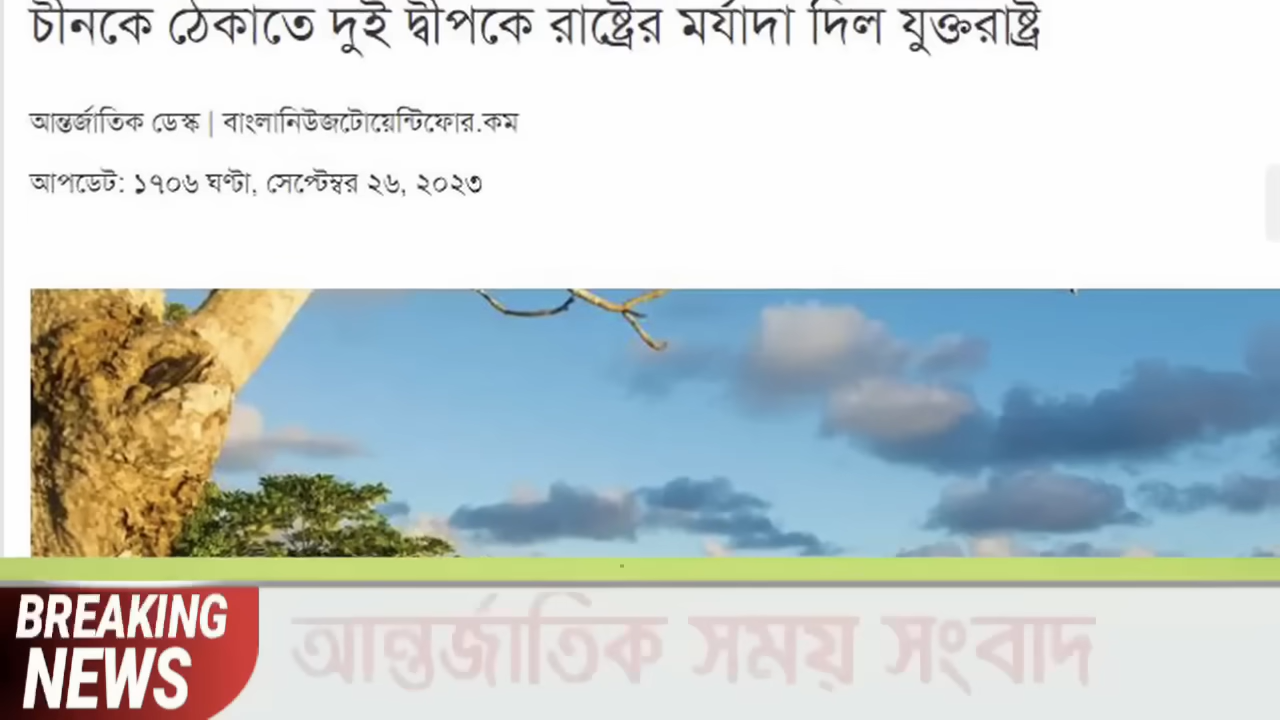 চীনকে ঠেকাতে দুই দ্বীপকে রাষ্ট্রের মর্যাদা দিল যুক্তরাষ্ট্র
আন্তর্জাতিক ডেস্ক | বাংলানিউজটোয়েন্টিফোর.কম
আপডেট: ১৭০৬ ঘণ্টা, সেপ্টেম্বর ২৬, ২০২৩
BREAKING
NEWS
আন্তর্জাতিক সময় সংবাদ